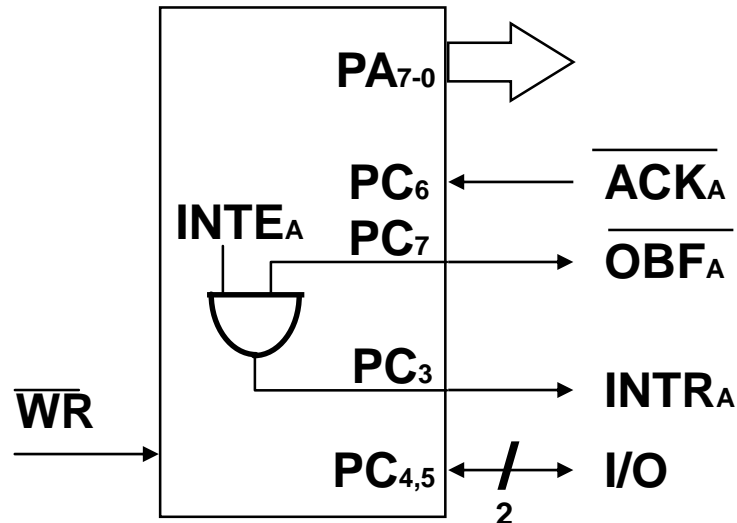 PA7-0
PC6
ACKA
INTEA
PC7
OBFA
PC3
INTRA
WR
PC4,5
I/O
2